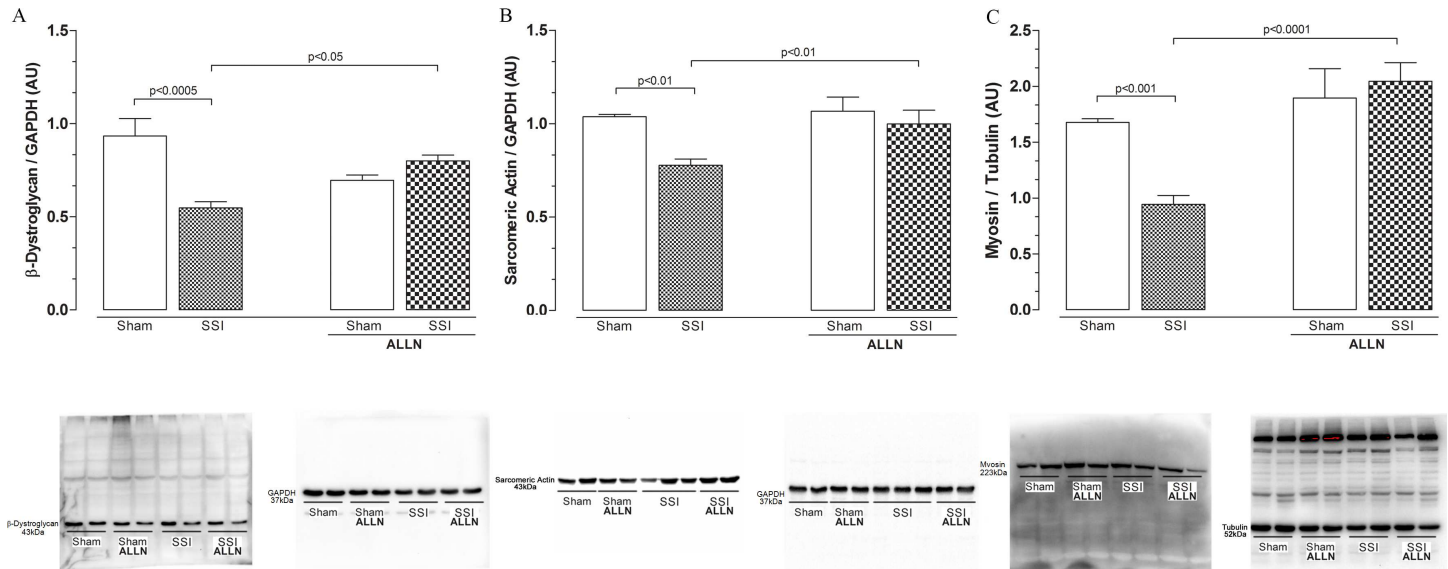 A
β-Dystroglycan / GAPDH (AU)
1.5
1.0
0.5
0.0
p<0.0005
p<0.05
Sham
SSI
Sham
SSI
ALLN
B
Sarcomeric Actin / GAPDH (AU)
1.5
1.0
0.5
0.0
p<0.01
p<0.01
Sham
SSI
Sham
SSI
ALLN
C
Myosin / Tubulin (AU)
2.5
2.0
1.5
1.0
0.5
0.0
p<0.001
p<0.0001
Sham
SSI
Sham
SSI
ALLN
β-Dystroglycan
43kDa
Sham
Sham
ALLN
SSI
SSI
ALLN
GAPDH
37kDa
Sham
Sham
ALLN
SSI
SSI
ALLN
Sarcomeric Actin
43kDa
Sham
Sham
ALLN
SSI
SSI
ALLN
GAPDH
37kDa
Sham
Sham
ALLN
SSI
SSI
ALLN
Myosin
223kDa
Sham
Sham
ALLN
SSI
SSI
ALLN
Tubulin
52kDa
Sham
Sham
ALLN
SSI
SSI
ALLN